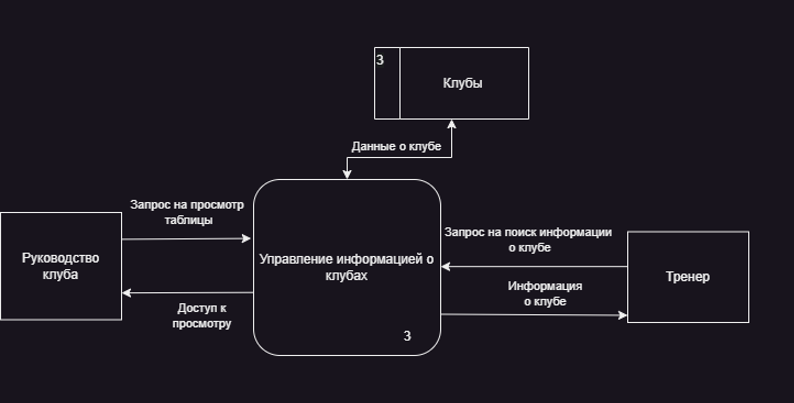 3
Клубы
Данные о клубе
Запрос на просмотр
таблицы
Руководство
клуба
Доступ к
просмотру
Управление информацией о
клубах
3
Запрос на поиск информации
о клубе
Информация
о клубе
Тренер